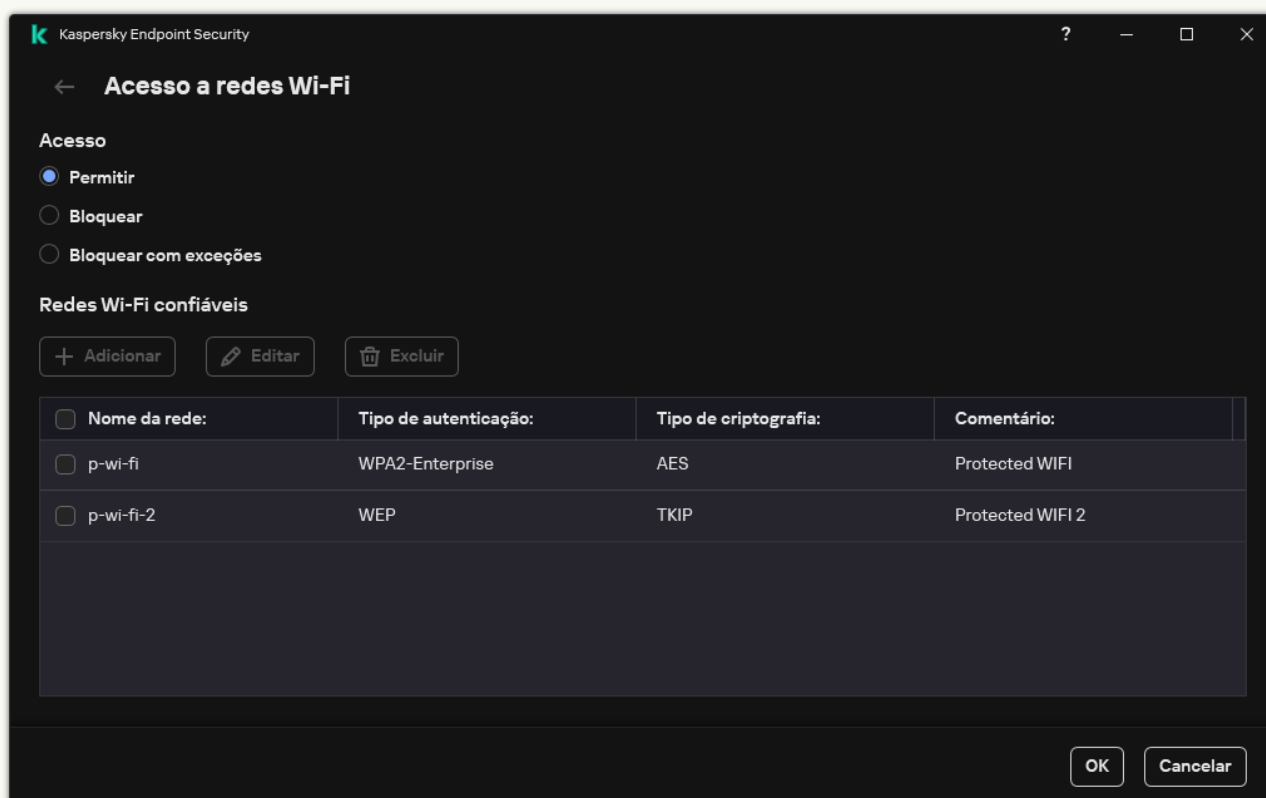 Kaspersky Endpoint Security ?
Acesso a redes Wi-Fi
Acesso
Permitir
Bloquear
Bloquear com exceções
Redes Wi-Fi confiáveis
Adicionar Editar Excluir
Nome da rede: Tipo de autenticação: Tipo de criptografia: Comentário:
p-wi-fi WPA2-Enterprise AES Protected WIFI
p-wi-fi-2 WEP TKIP Protected WIFI 2
OK Cancelar